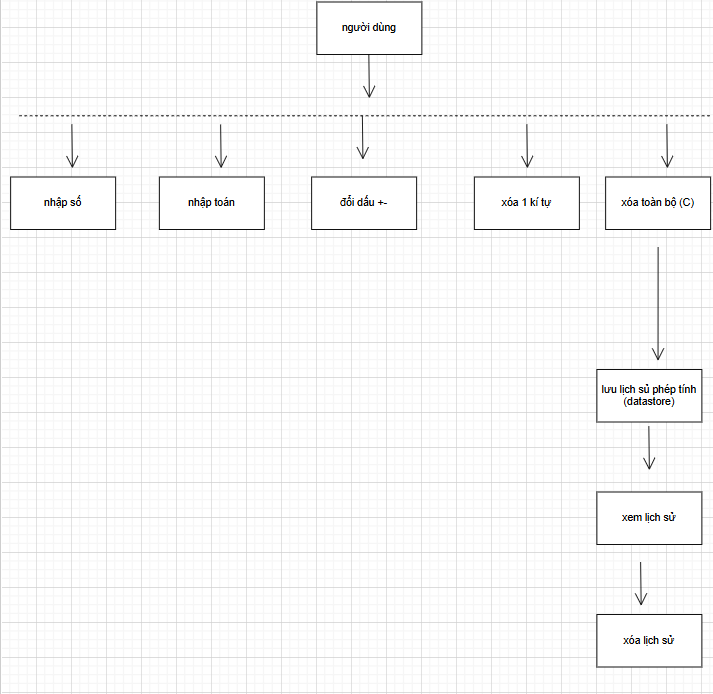 người dùng
nhập số
nhập toán
đổi dấu +-
xóa 1 kí tự
xóa toàn bộ (C)
lưu lịch sủ phép tính
(datastore)
xem lịch sử
xóa lịch sử